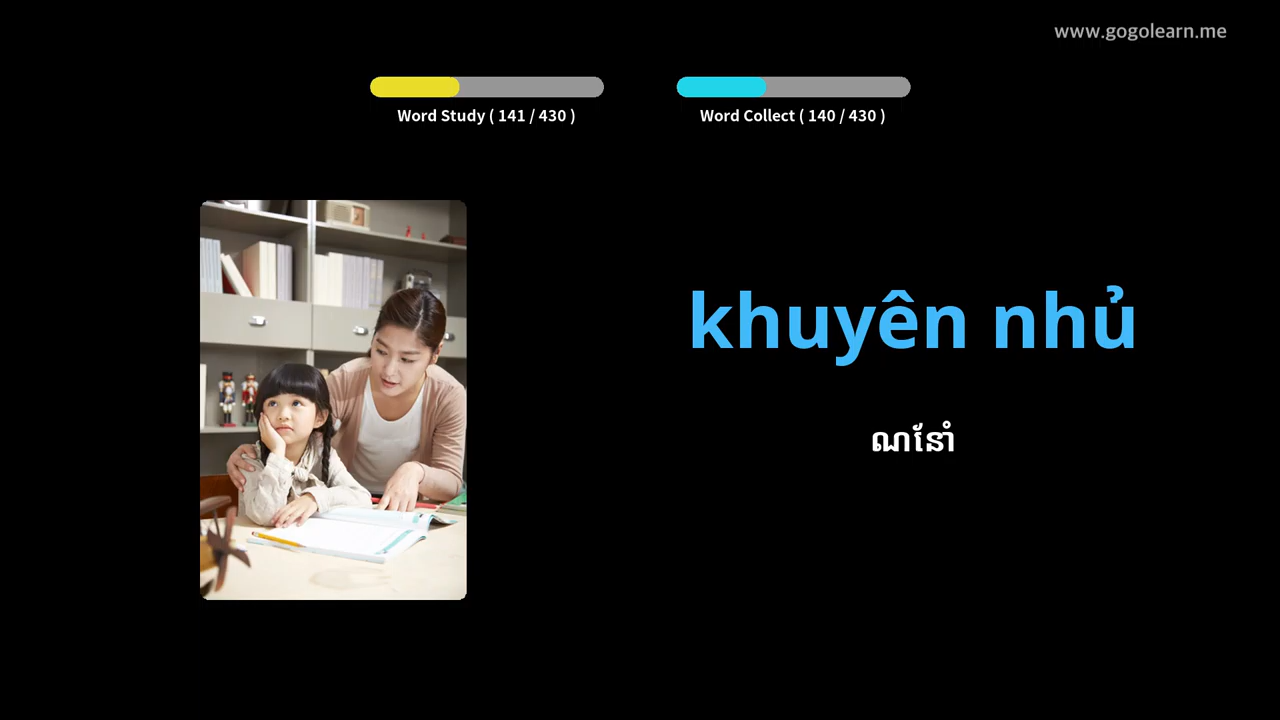 www.gogolearn.me
Word Study ( 141 / 430 )
Word Collect ( 140 / 430 )
khuyên nhủ
ណែនាំ